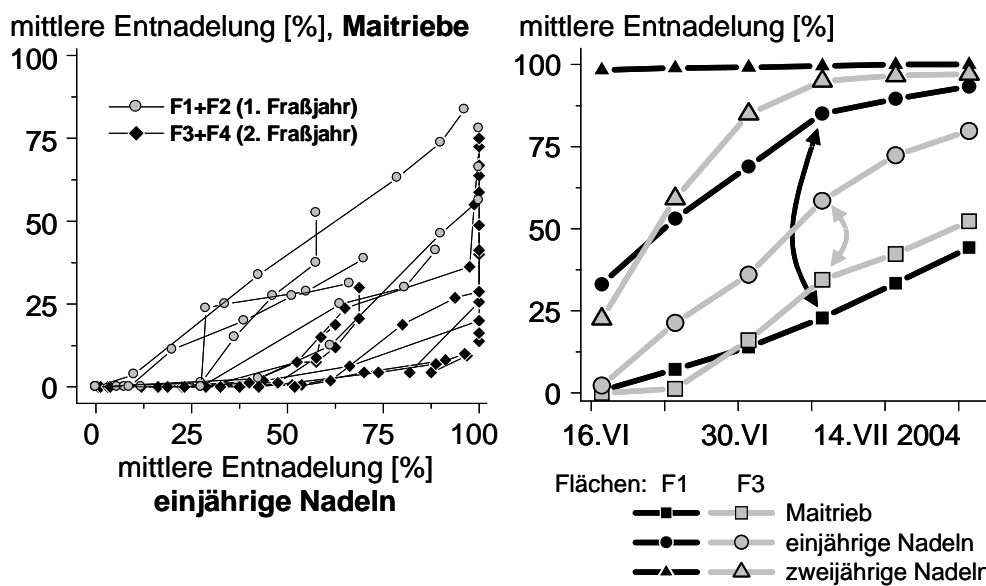 mittlere Entnadelung [%], Maitriebe
100
75
50
25
0
F1+F2 (1. Fraßjahr)
F3+F4 (2. Fraßjahr)
0 25 50 75 100
mittlere Entnadelung [%]
einjährige Nadeln
mittlere Entnadelung [%]
100
75
50
25
0
16.VI 30.VI 14.VII 2004
Flächen: F1 F3
Maitrieb
einjährige Nadeln
zweijährige Nadeln